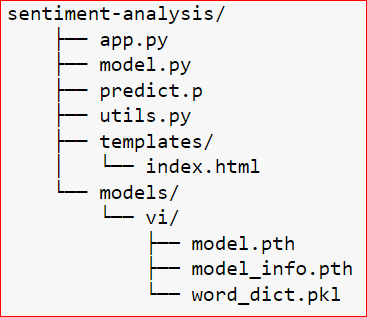 sentiment-analysis/
├── app.py
├── model.py
├── predict.p
├── utils.py
├── templates/
│   └── index.html
└── models/
    └── vi/
        ├── model.pth
        ├── model_info.pth
        └── word_dict.pkl